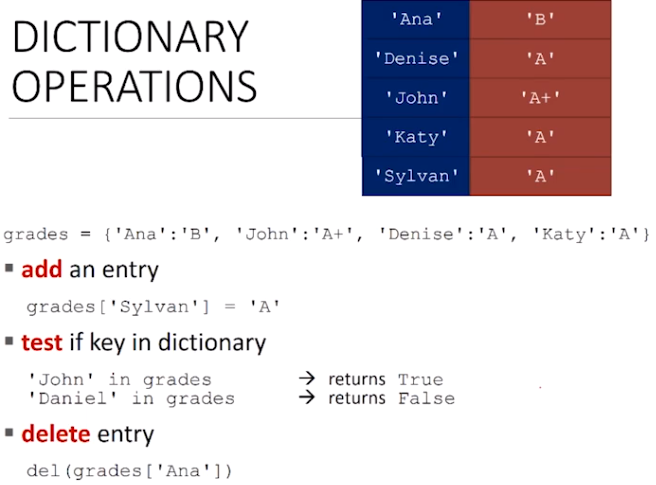 DICTIONARY
OPERATIONS
'Ana' 'B'
'Denise' 'A'
'John' 'A+'
'Katy' 'A'
'Sylvan' 'A'
grades = {'Ana':'B', 'John':'A+', 'Denise':'A', 'Katy':'A'}
▪ add an entry
grades['Sylvan'] = 'A'
▪ test if key in dictionary
'John' in grades → returns True
'Daniel' in grades → returns False
▪ delete entry
del(grades['Ana'])